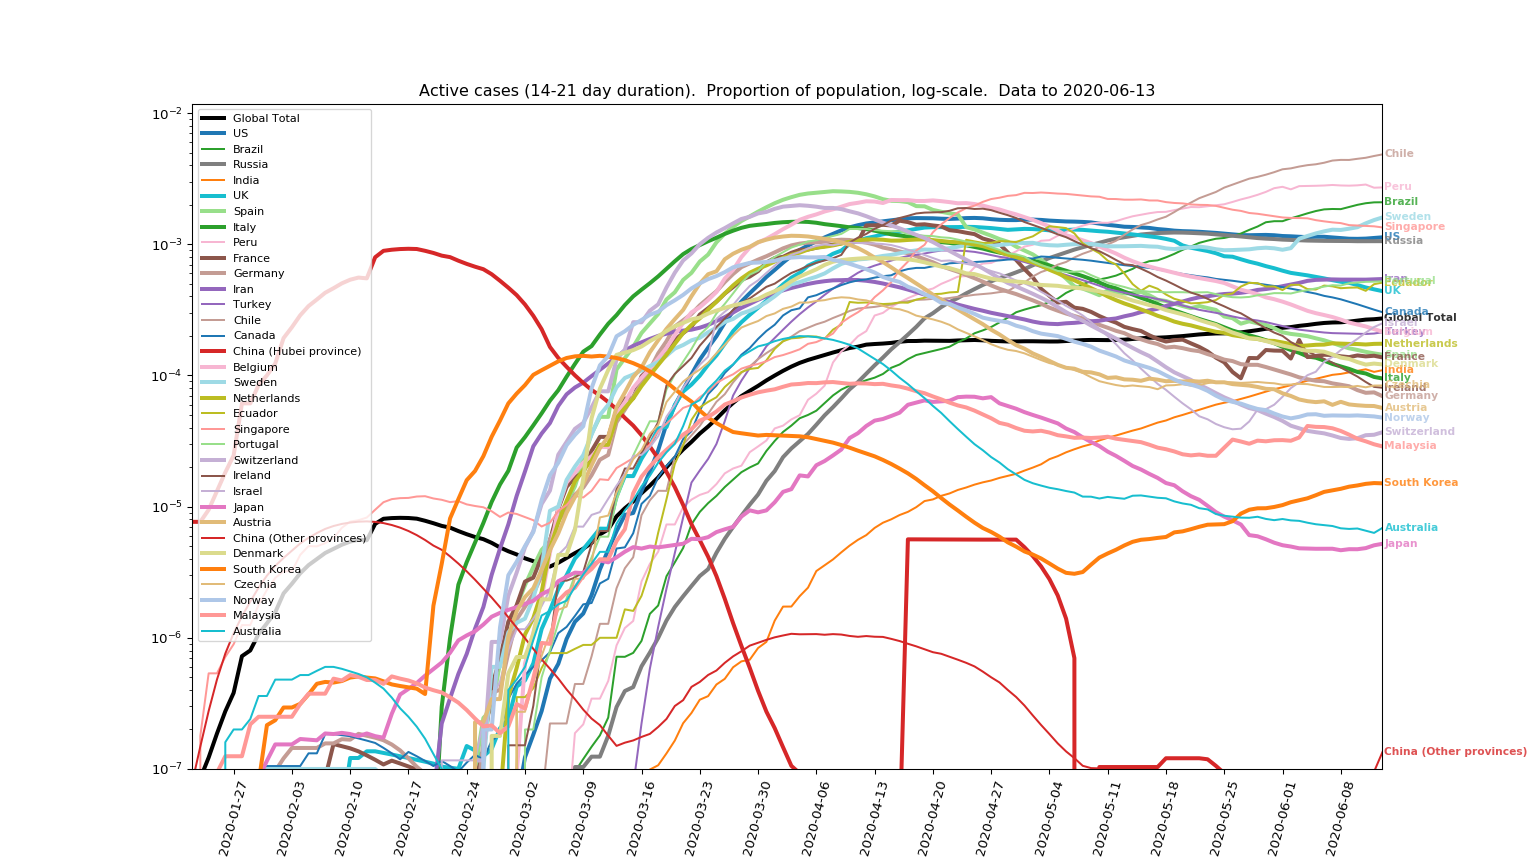 Active cases (14-21 day duration).  Proportion of population, log-scale.  Data to 2020-06-13
10⁻²
10⁻³
10⁻⁴
10⁻⁵
10⁻⁶
10⁻⁷
Global Total
US
Brazil
Russia
India
UK
Spain
Italy
Peru
France
Germany
Iran
Turkey
Chile
Canada
China (Hubei province)
Belgium
Sweden
Netherlands
Ecuador
Singapore
Portugal
Switzerland
Ireland
Israel
Japan
Austria
China (Other provinces)
Denmark
South Korea
Czechia
Norway
Malaysia
Australia
Chile
Peru
Brazil
Sweden
Singapore
US
Russia
Iran
UK
Canada
Global Total
Netherlands
France
India
Italy
Germany
Austria
Norway
Switzerland
Malaysia
South Korea
Australia
Japan
China (Other provinces)
2020-01-27
2020-02-03
2020-02-10
2020-02-17
2020-02-24
2020-03-02
2020-03-09
2020-03-16
2020-03-23
2020-03-30
2020-04-06
2020-04-13
2020-04-20
2020-04-27
2020-05-04
2020-05-11
2020-05-18
2020-05-25
2020-06-01
2020-06-08